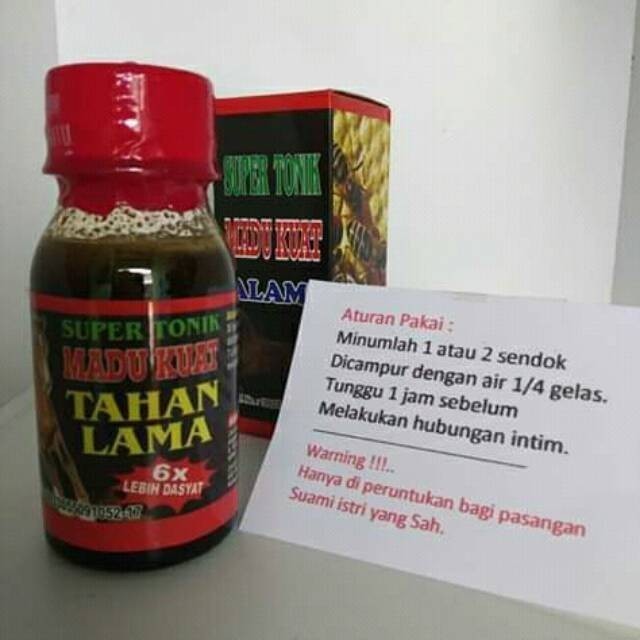 SUPER TONIK
MADU KUAT
TAHAN
LAMA
6x
LEBIH DASYAT
SUPER TONIK
MADU KUAT
ALAM
Aturan Pakai :
Minumlah 1 atau 2 sendok
Dicampur dengan air 1/4 gelas.
Tunggu 1 jam sebelum
Melakukan hubungan intim.
Warning !!!..
Hanya di peruntukan bagi pasangan
Suami istri yang Sah.